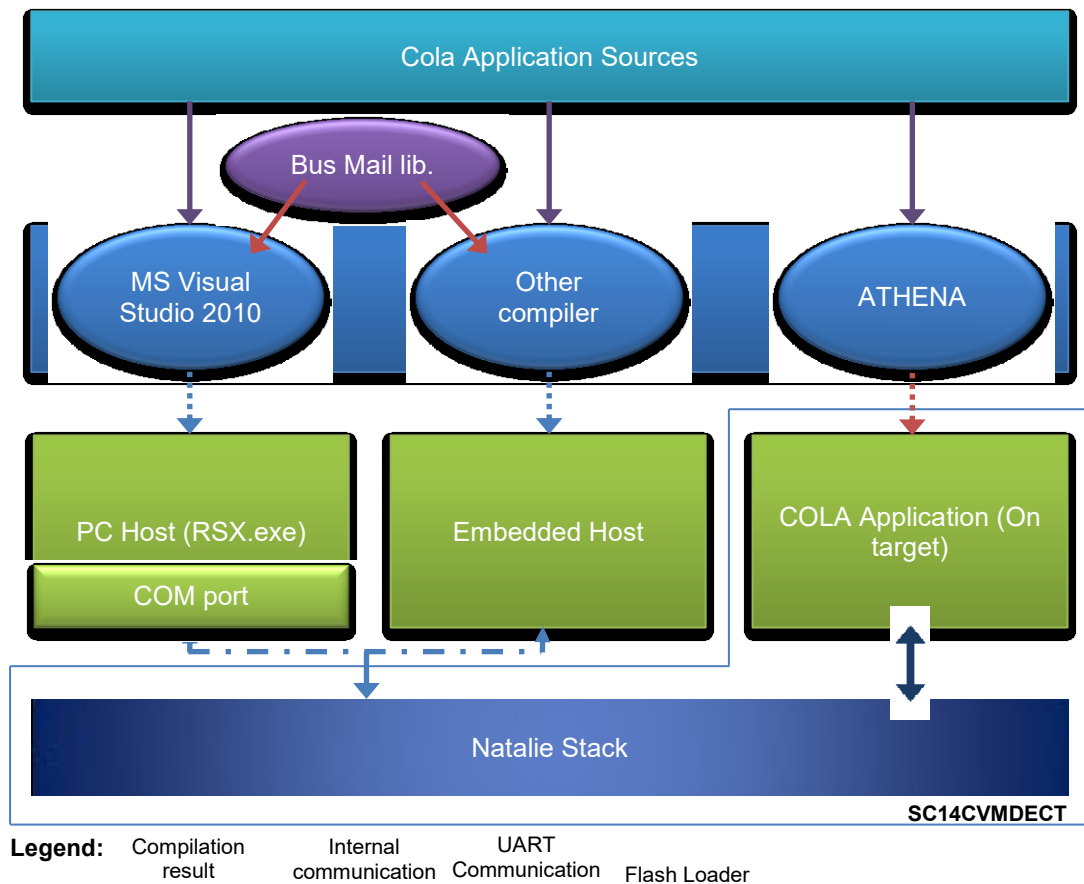 Cola Application Sources
Bus Mail lib.
MS Visual
Studio 2010
Other
compiler
ATHENA
PC Host (RSX.exe)
COM port
Embedded Host
COLA Application (On
target)
Natalie Stack
SC14CVMDECT
Legend:
Compilation
result
Internal
communication
UART
Communication
Flash Loader